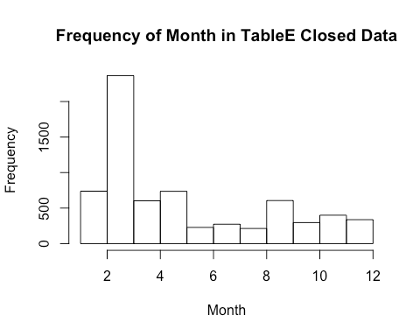 Frequency of Month in TableE Closed Data
Frequency
1500
500
0
2 4 6 8 10 12
Month